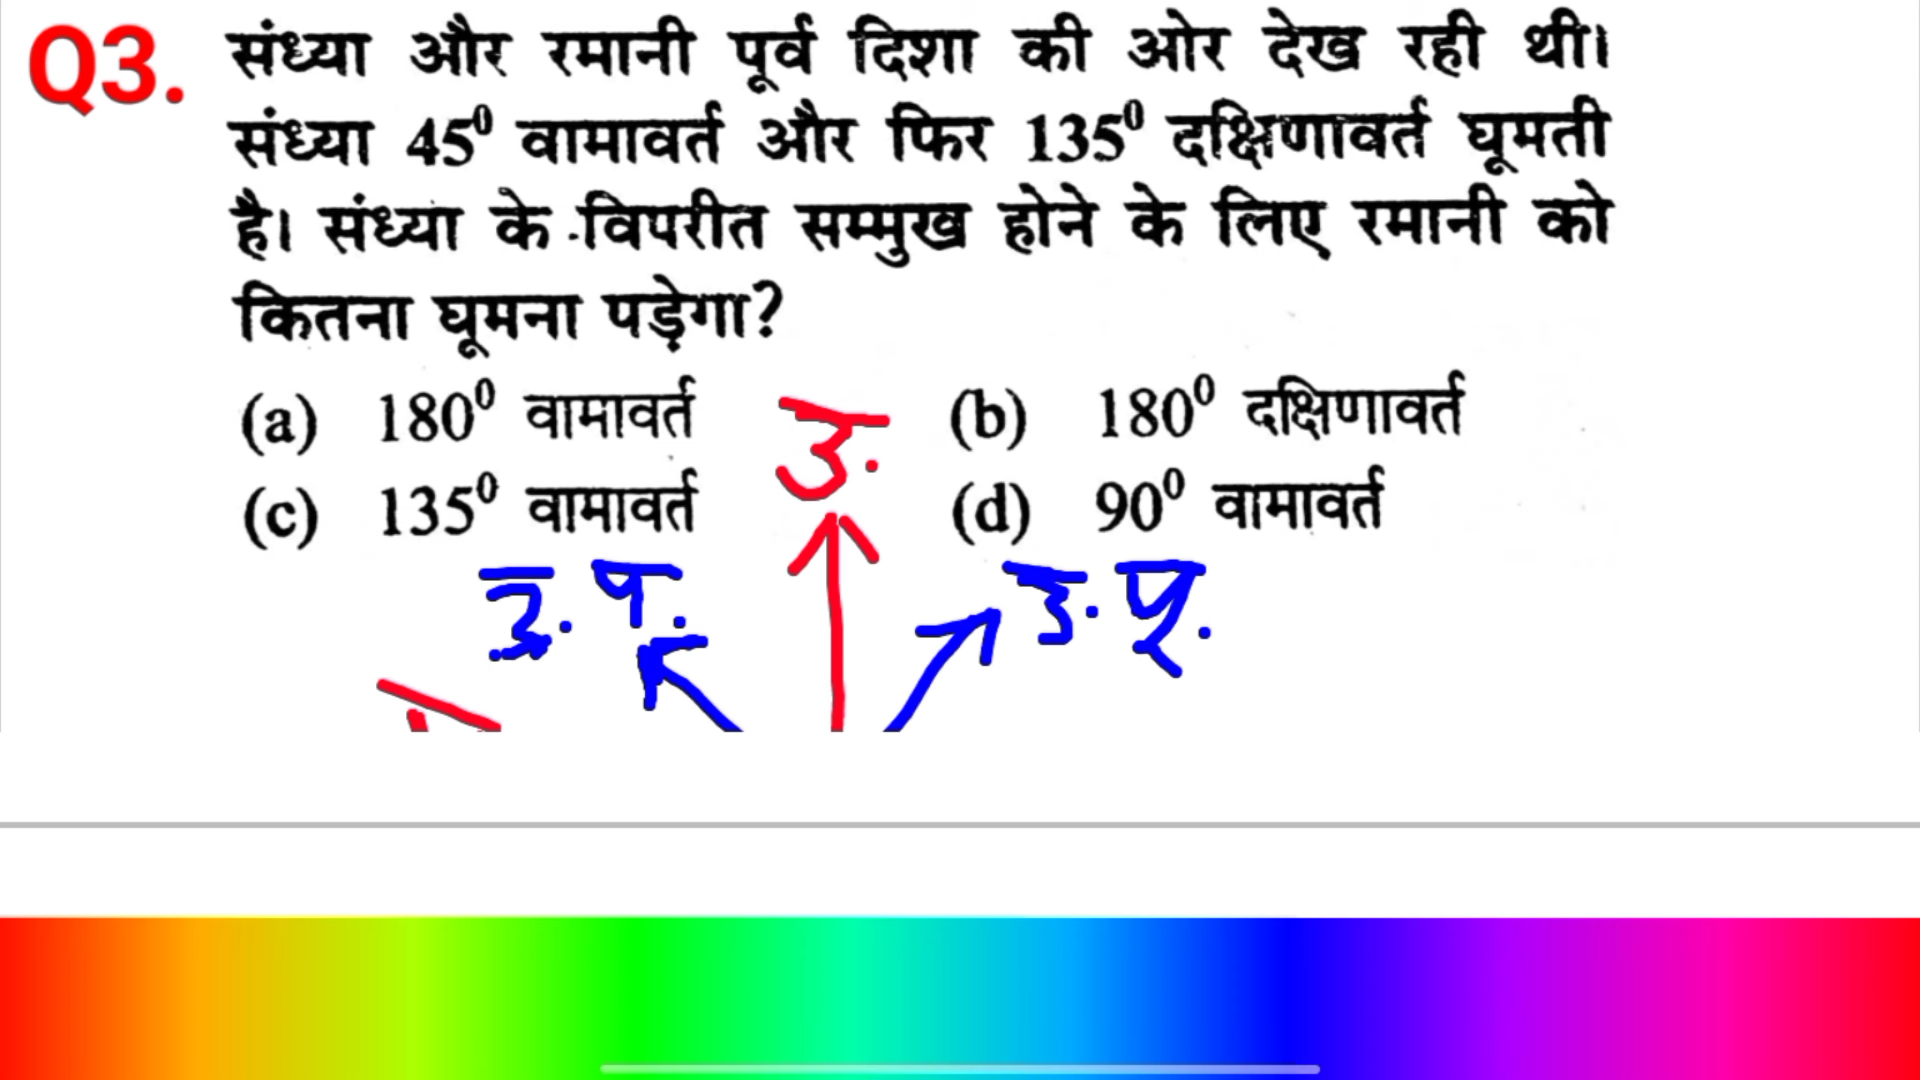 Q3. संध्या और रमानी पूर्व दिशा की ओर देख रही थी।
संध्या 45⁰ वामावर्त और फिर 135⁰ दक्षिणावर्त घूमती
है। संध्या के विपरीत सम्मुख होने के लिए रमानी को
कितना घूमना पड़ेगा?
(a) 180⁰ वामावर्त (b) 180⁰ दक्षिणावर्त
(c) 135⁰ वामावर्त (d) 90⁰ वामावर्त
उ.
उ. प. उ. पू.